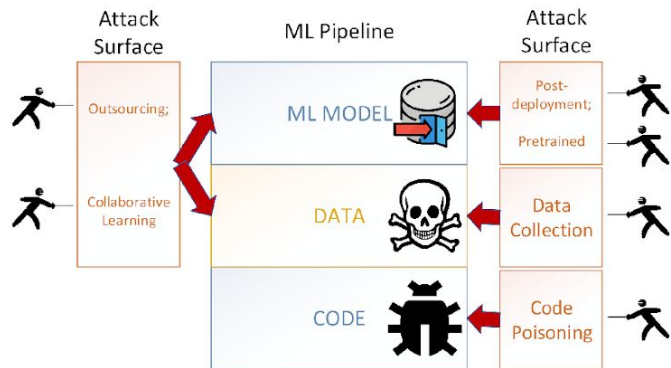 Attack
Surface
Outsourcing;
Collaborative
Learning
ML Pipeline
ML MODEL
DATA
CODE
Attack
Surface
Post-
deployment;
Pretrained
Data
Collection
Code
Poisoning